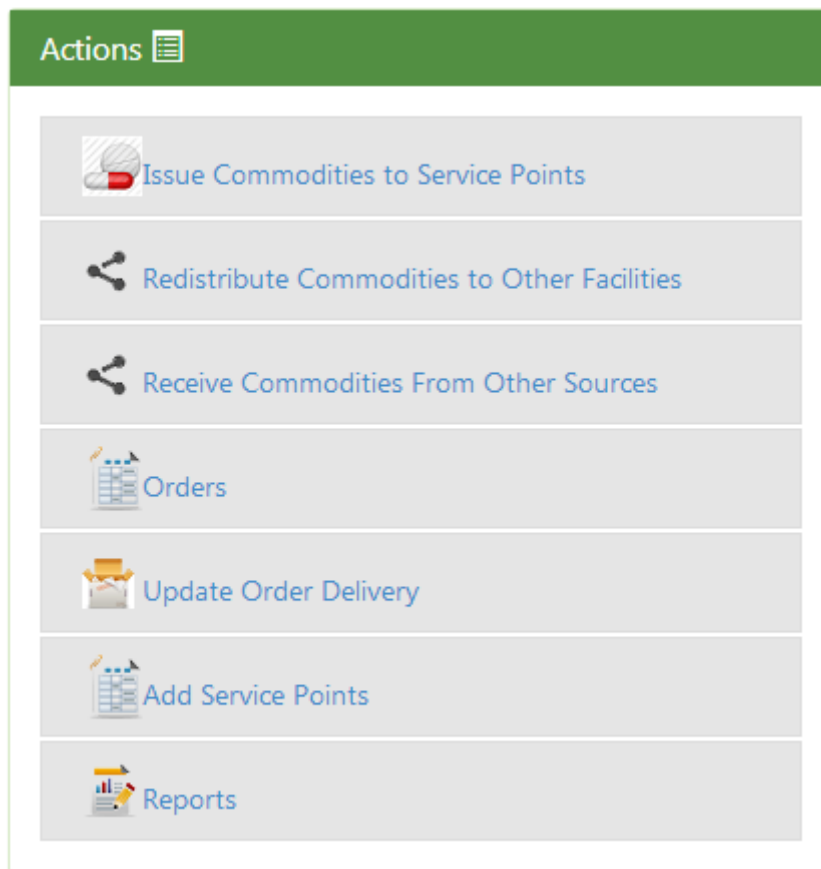 Actions
Issue Commodities to Service Points
Redistribute Commodities to Other Facilities
Receive Commodities From Other Sources
Orders
Update Order Delivery
Add Service Points
Reports